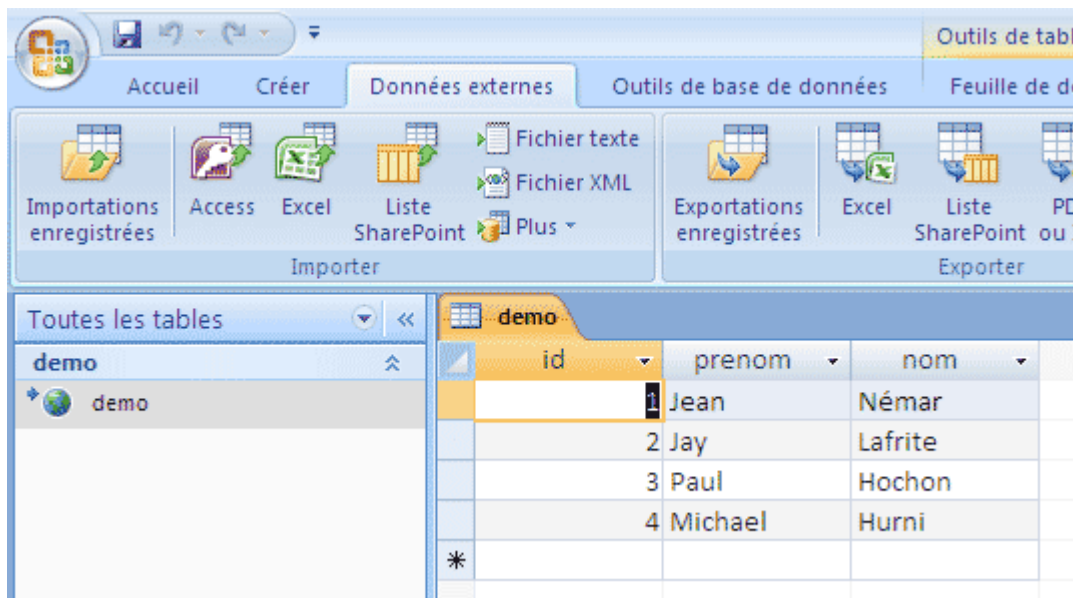 Outils de tabl
Accueil Créer Données externes Outils de base de données Feuille de d
Importations enregistrées
Access
Excel
Liste SharePoint
Fichier texte
Fichier XML
Plus
Importer
Exportations enregistrées
Excel
Liste SharePoint
PD
ou
Exporter
Toutes les tables
demo
demo
demo
id prenom nom
1 Jean Némar
2 Jay Lafrite
3 Paul Hochon
4 Michael Hurni